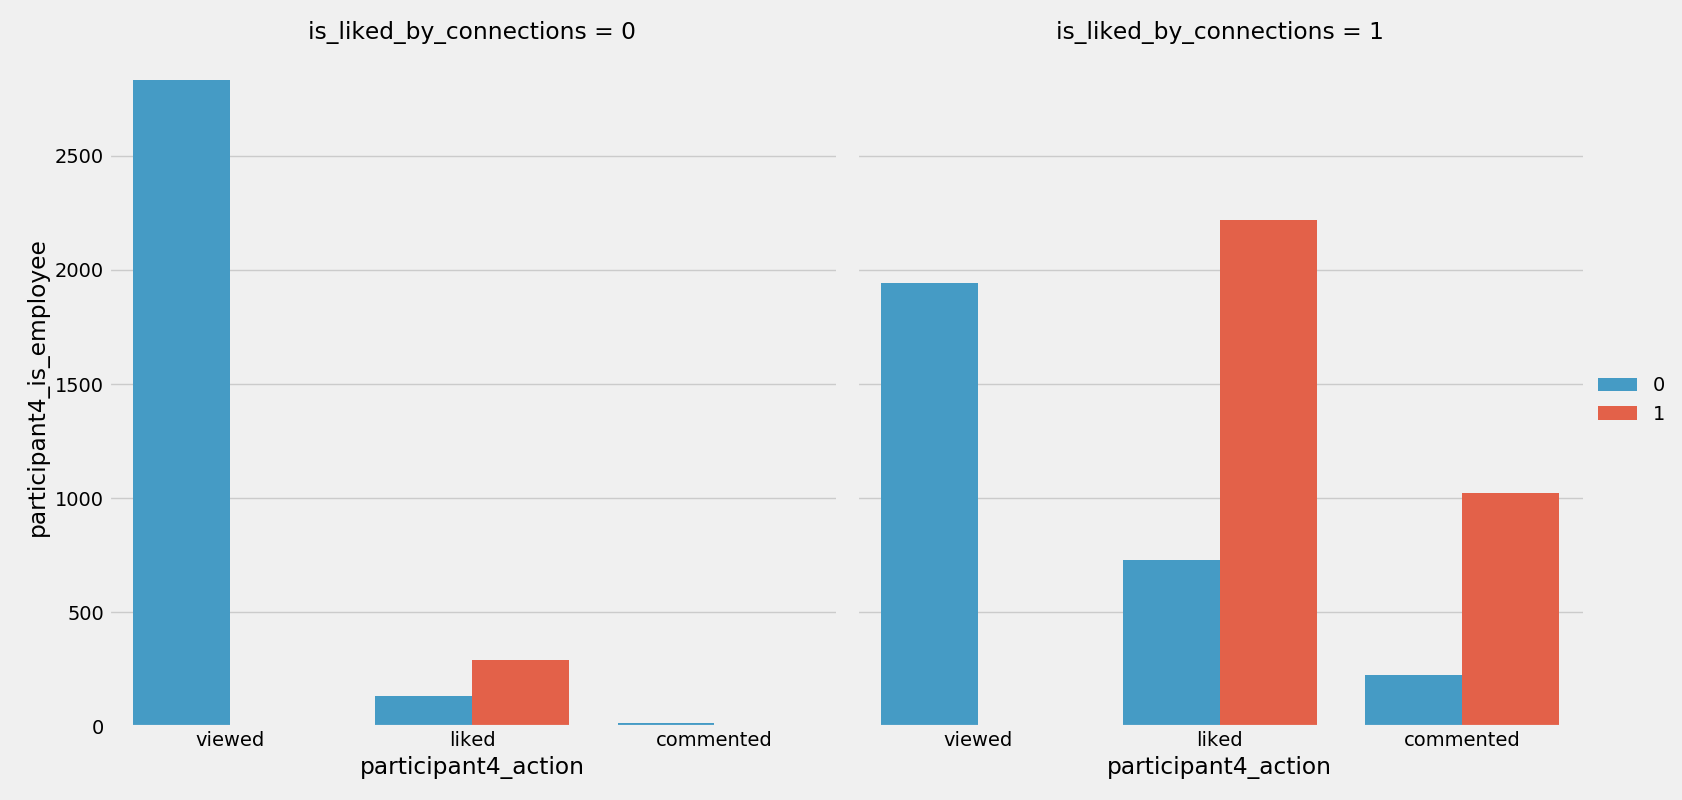 is_liked_by_connections = 0
is_liked_by_connections = 1
participant4_is_employee
2500
2000
1500
1000
500
0
viewed
liked
commented
participant4_action
viewed
liked
commented
participant4_action
0
1